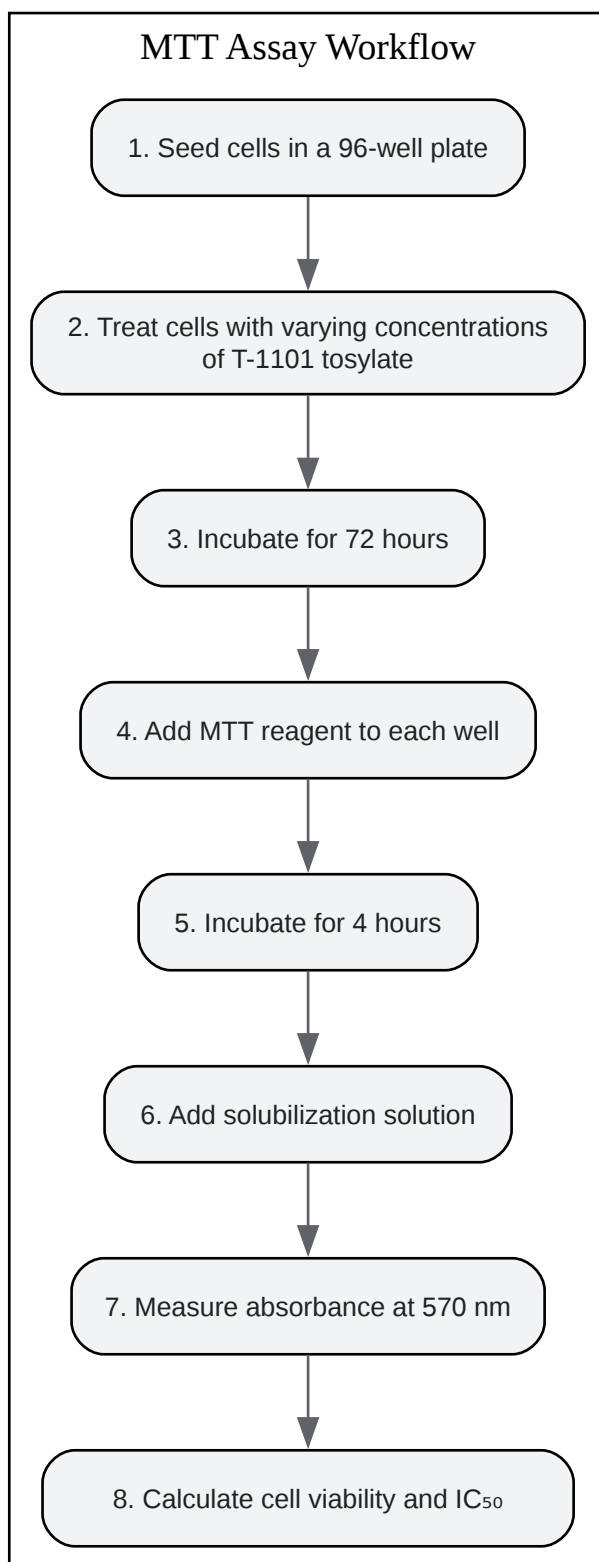 MTT Assay Workflow
1. Seed cells in a 96-well plate
2. Treat cells with varying concentrations
of T-1101 tosylate
3. Incubate for 72 hours
4. Add MTT reagent to each well
5. Incubate for 4 hours
6. Add solubilization solution
7. Measure absorbance at 570 nm
8. Calculate cell viability and IC₅₀